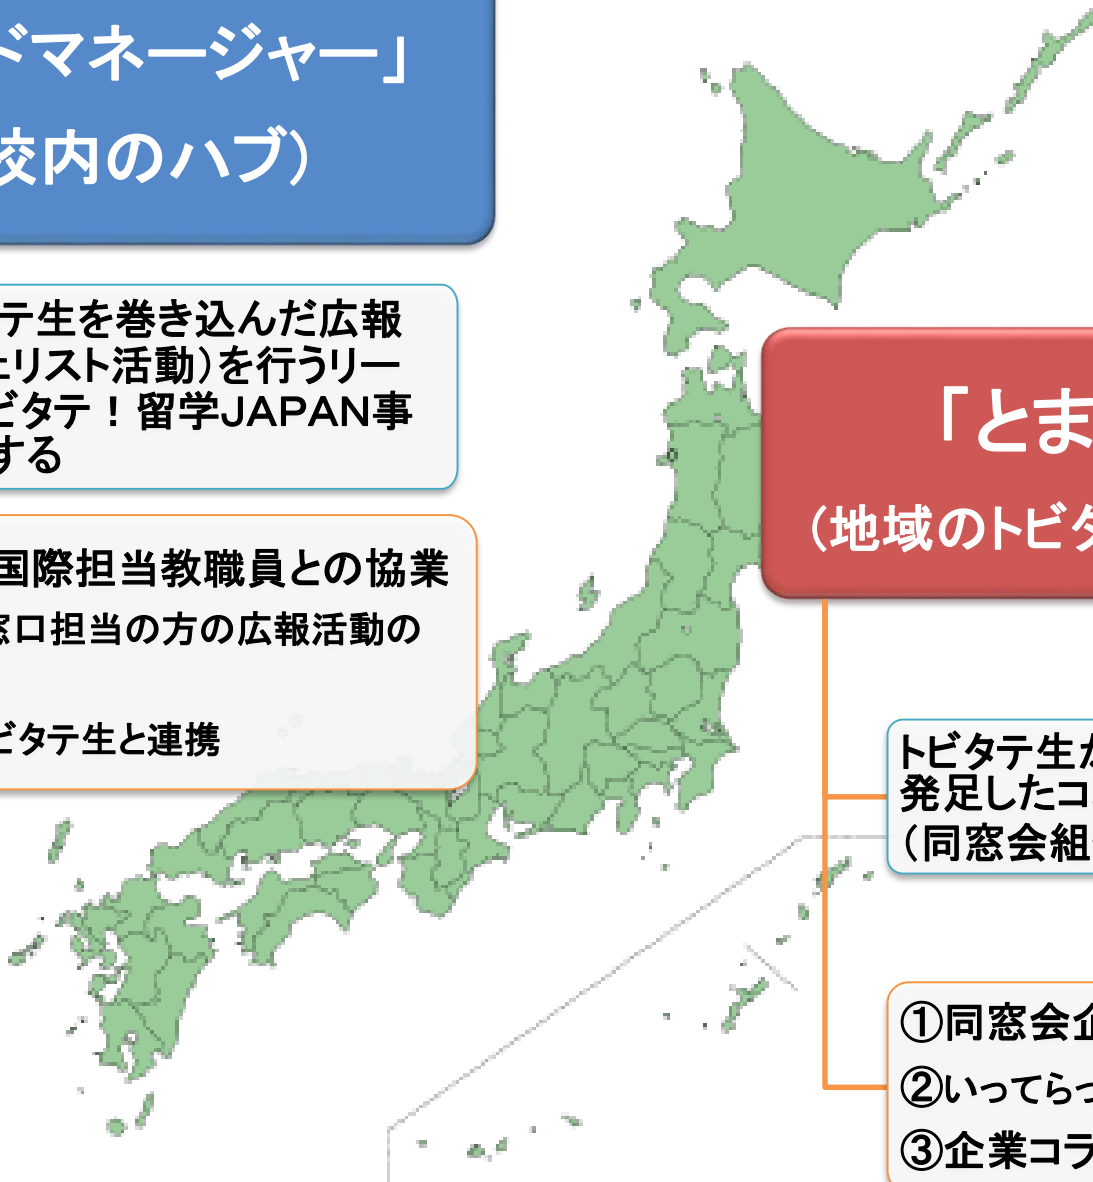 ドマネージャー」
校内のハブ）
テ生を巻き込んだ広報
ェリスト活動）を行うリー
ビタテ！留学JAPAN事
する
国際担当教職員との協業
窓口担当の方の広報活動の
ビタテ生と連携
「とま
（地域のトビタ
トビタテ生が
発足したコ
（同窓会組
①同窓会企
②いってらっ
③企業コラ